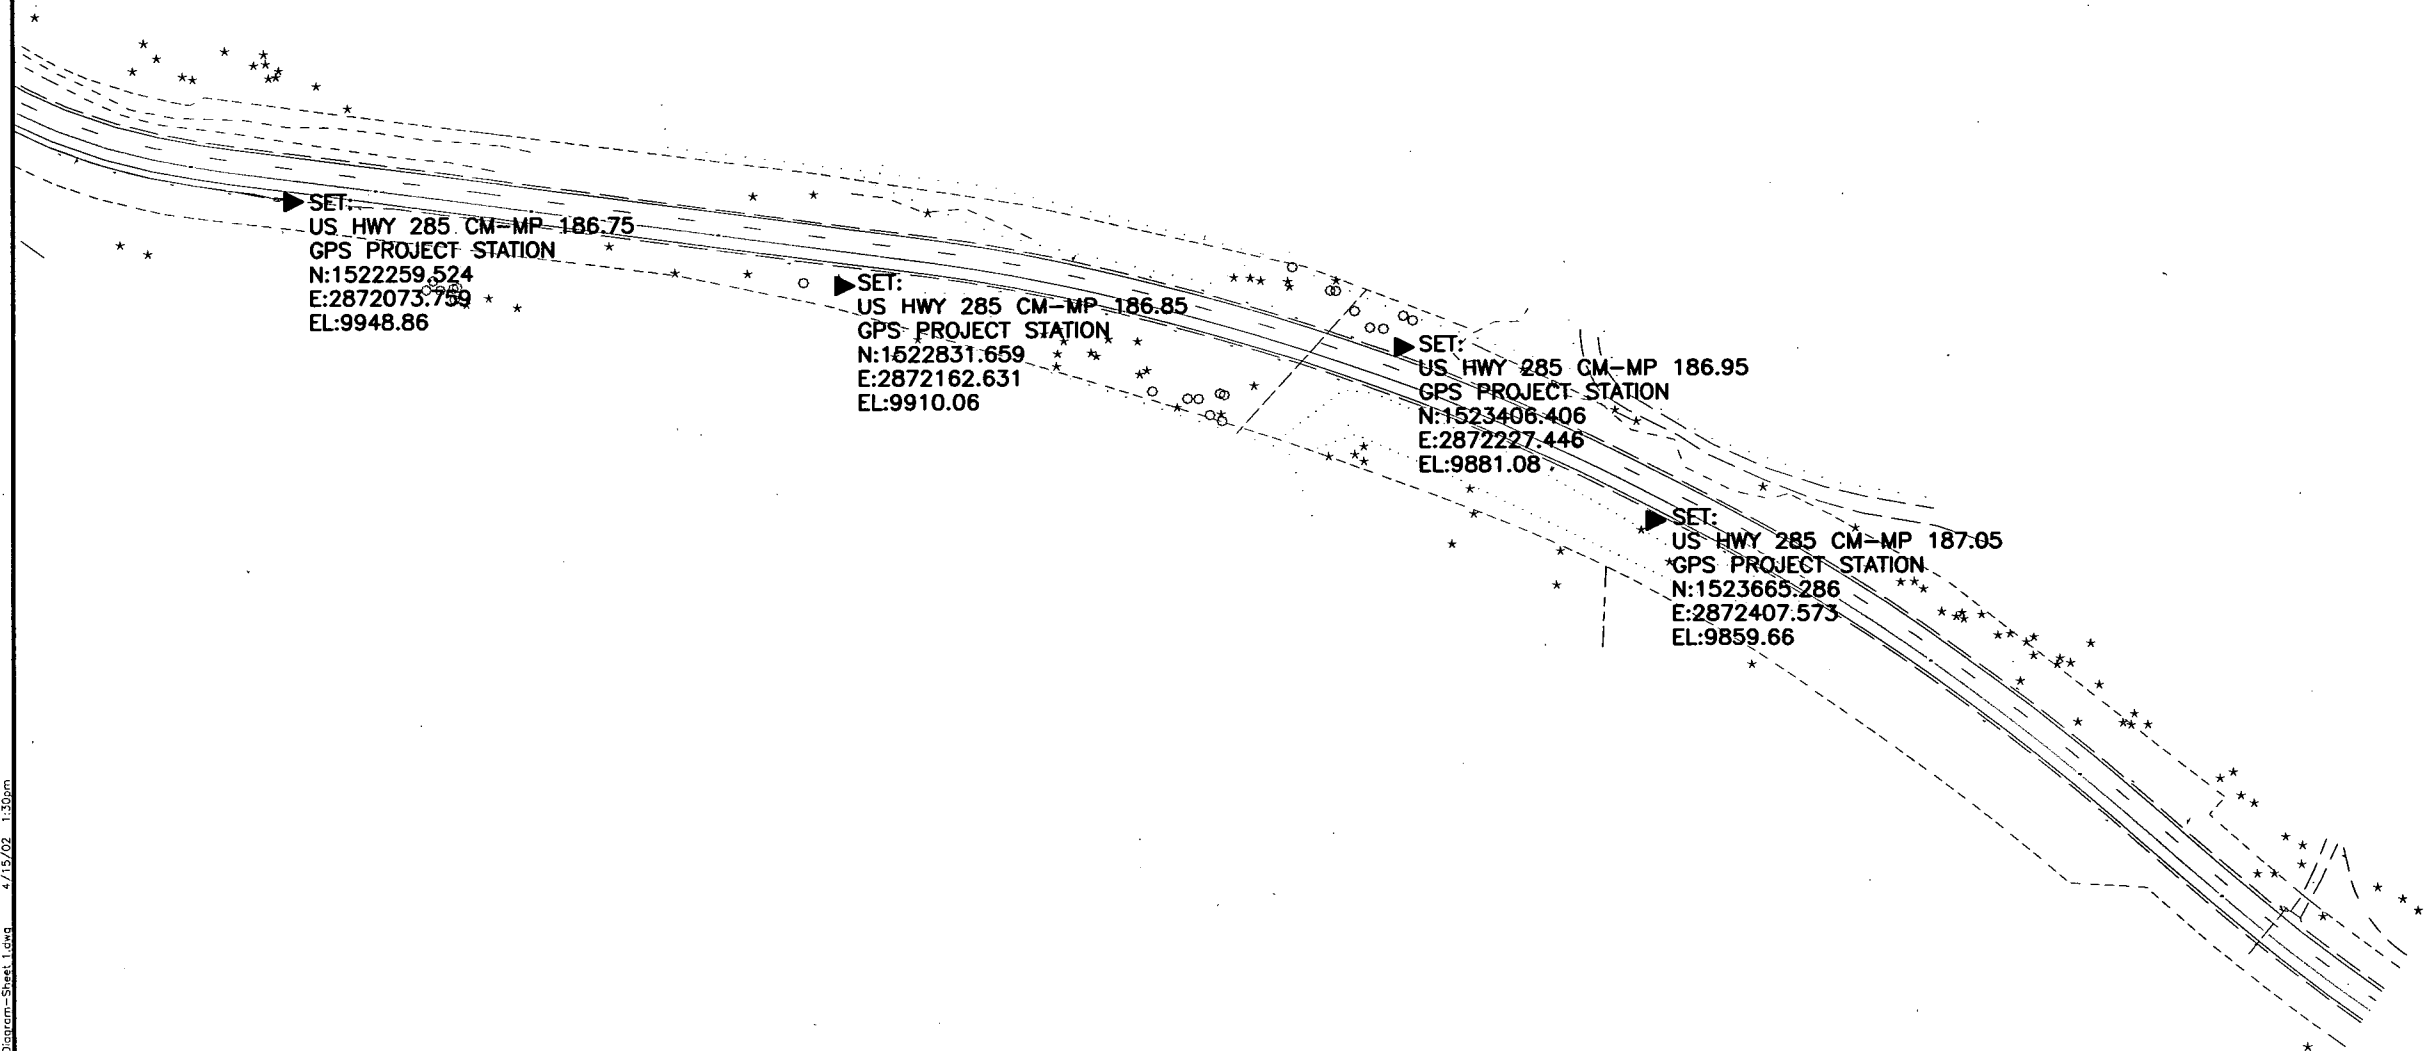 SET:
US HWY 285 CM-MP 186.75
GPS PROJECT STATION
N:1522259.524
E:2872073.759
EL:9948.86
SET:
US HWY 285 CM-MP 186.85
GPS PROJECT STATION
N:1522831.659
E:2872162.631
EL:9910.06
SET:
US HWY 285 CM-MP 186.95
GPS PROJECT STATION
N:1523406.406
E:2872227.446
EL:9881.08
SET:
US HWY 285 CM-MP 187.05
GPS PROJECT STATION
N:1523665.286
E:2872407.573
EL:9859.66
Diagram-Sheet 1.dwg 4/15/02 1:30pm